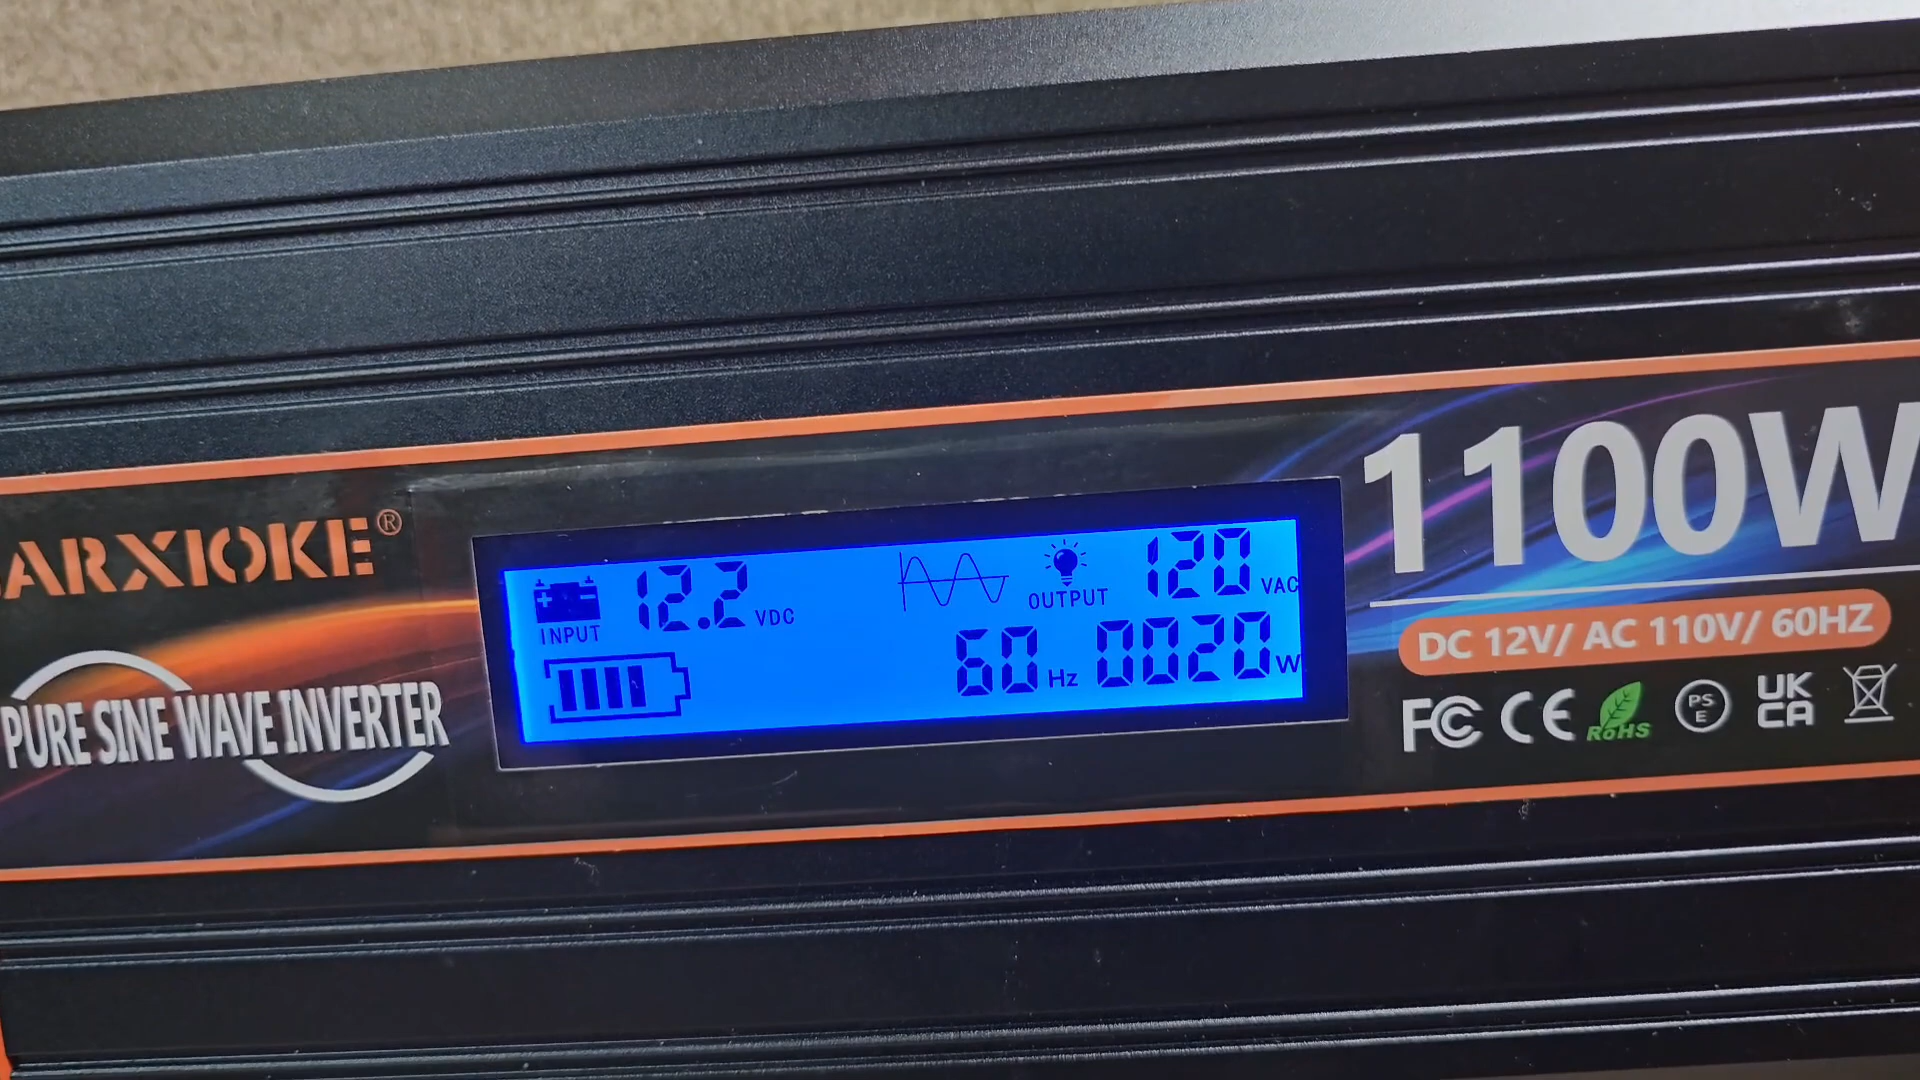 ARXIOKE®
PURE SINE WAVE INVERTER
INPUT 12.2 VDC
OUTPUT 120 VAC
60 Hz 0020 W
1100W
DC 12V/ AC 110V/ 60HZ
FC CE RoHS PS E UK CA